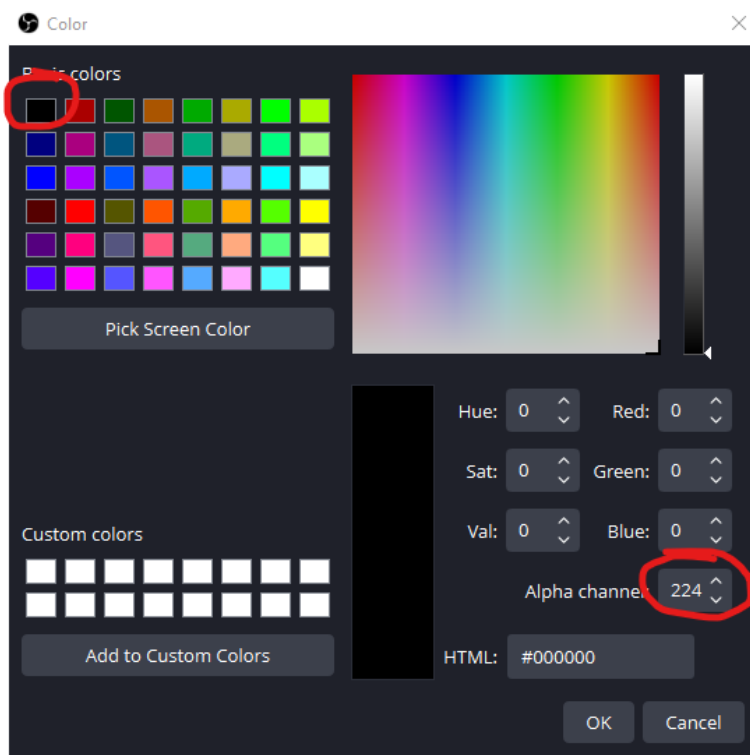 Color
Basic colors
Pick Screen Color
Hue: 0
Red: 0
Sat: 0
Green: 0
Val: 0
Blue: 0
Custom colors
Alpha channel: 224
Add to Custom Colors
HTML: #000000
OK
Cancel